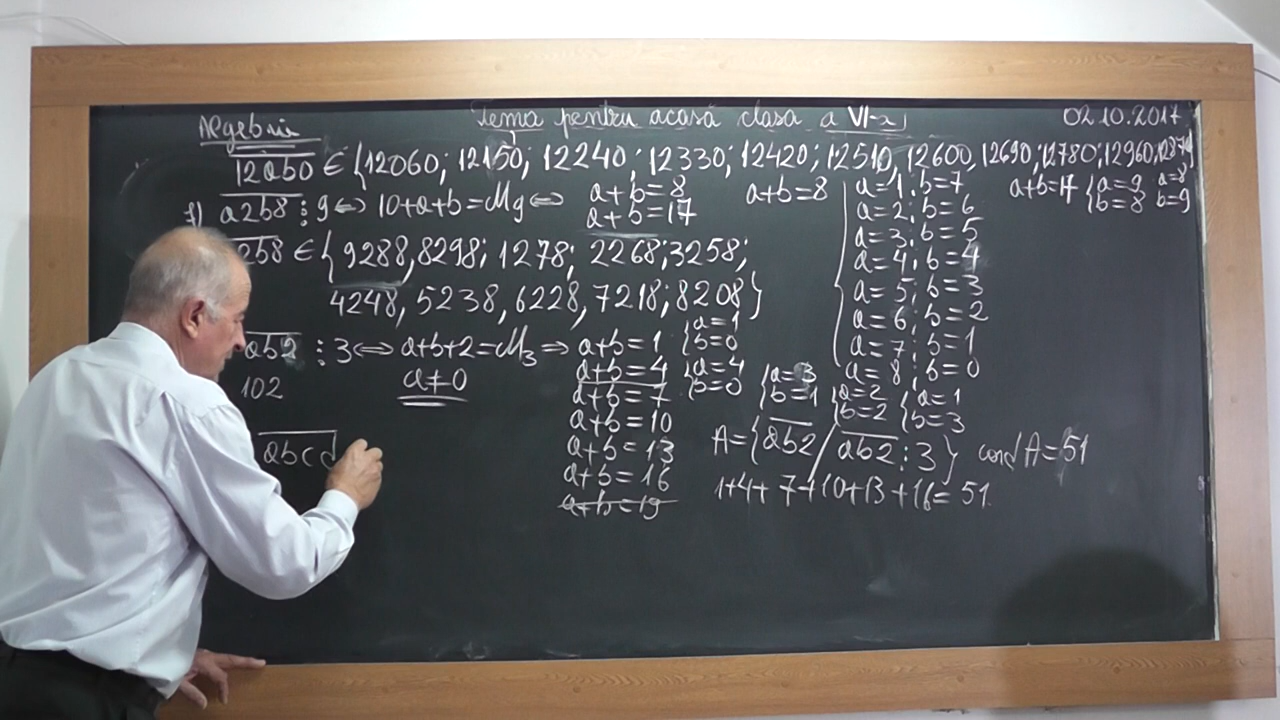 Algebră
Tema pentru acasă clasa a VI-a
02.10.2017
12ab0 ∈ {12060; 12150; 12240; 12330; 12420; 12510, 12600, 12690; 12780; 12960; 12870}
f) a2b8 ⋮ 9 ⇔ 10+a+b=M9 ⇔ a+b=8
a+b=17
a+b=8
a=1; b=7
a=2; b=6
a=3; b=5
a=4; b=4
a=5; b=3
a=6; b=2
a=7; b=1
a=8; b=0
a+b=17 { a=9 b=8
a=8 b=9
2b8 ∈ {9288, 8298; 1278; 2268; 3258;
4248, 5238, 6228, 7218; 8208}
ab2 ⋮ 3 ⇔ a+b+2=M3 ⇒ a+b=1 { a=1 b=0
102
a≠0
a+b=4 { a=4 b=0 { a=3 b=1 { a=2 b=2 { a=1 b=3
a+b=7
a+b=10
a+b=13
a+b=16
a+b=19
A={ab2 / ab2 ⋮ 3} card A=51
1+4+7+10+13+16=51
abcd